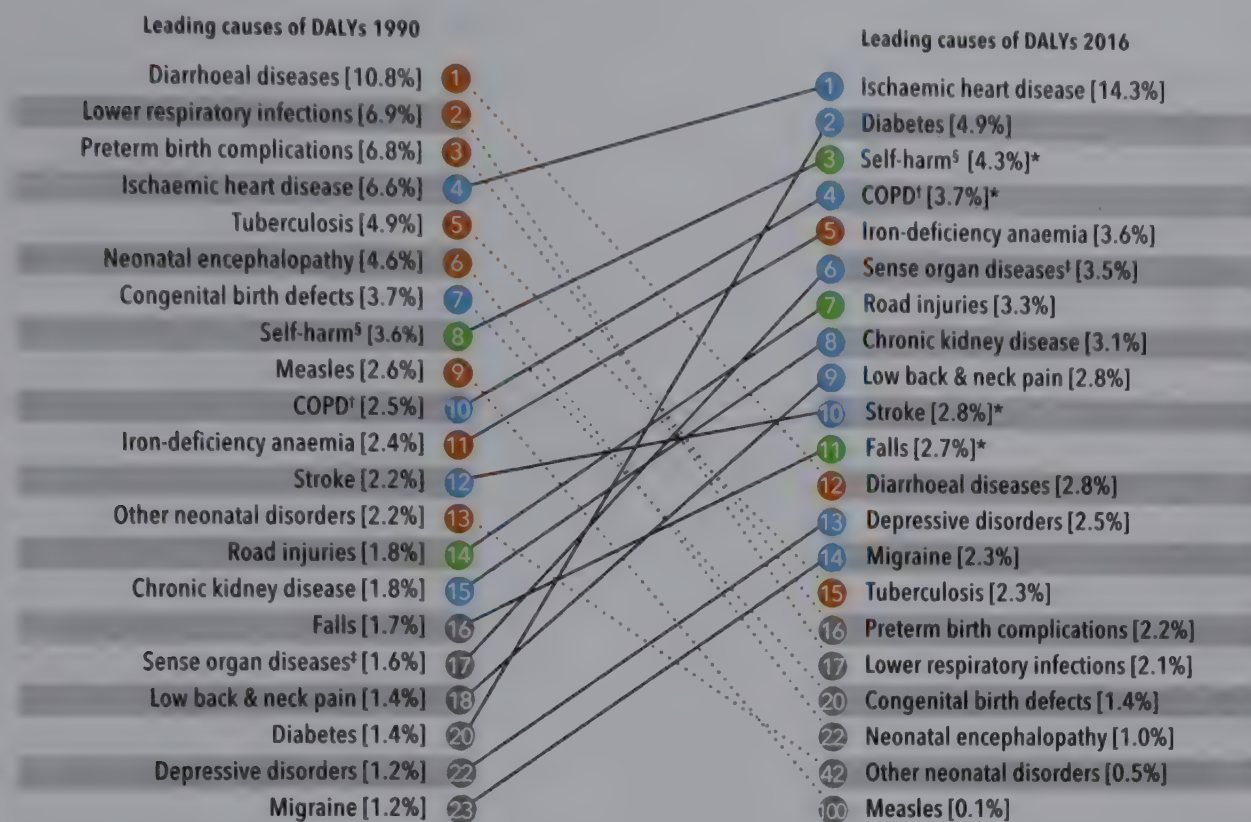 Leading causes of DALYs 1990
Diarrhoeal diseases [10.8%] 1
Lower respiratory infections [6.9%] 2
Preterm birth complications [6.8%] 3
Ischaemic heart disease [6.6%] 4
Tuberculosis [4.9%] 5
Neonatal encephalopathy [4.6%] 6
Congenital birth defects [3.7%] 7
Self-harm§ [3.6%] 8
Measles [2.6%] 9
COPD† [2.5%] 10
Iron-deficiency anaemia [2.4%] 11
Stroke [2.2%] 12
Other neonatal disorders [2.2%] 13
Road injuries [1.8%] 14
Chronic kidney disease [1.8%] 15
Falls [1.7%] 16
Sense organ diseases‡ [1.6%] 17
Low back & neck pain [1.4%] 18
Diabetes [1.4%] 20
Depressive disorders [1.2%] 22
Migraine [1.2%] 23
Leading causes of DALYs 2016
1 Ischaemic heart disease [14.3%]
2 Diabetes [4.9%]
3 Self-harm§ [4.3%]*
4 COPD† [3.7%]*
5 Iron-deficiency anaemia [3.6%]
6 Sense organ diseases‡ [3.5%]
7 Road injuries [3.3%]
8 Chronic kidney disease [3.1%]
9 Low back & neck pain [2.8%]
10 Stroke [2.8%]*
11 Falls [2.7%]*
12 Diarrhoeal diseases [2.8%]
13 Depressive disorders [2.5%]
14 Migraine [2.3%]
15 Tuberculosis [2.3%]
16 Preterm birth complications [2.2%]
17 Lower respiratory infections [2.1%]
20 Congenital birth defects [1.4%]
22 Neonatal encephalopathy [1.0%]
42 Other neonatal disorders [0.5%]
100 Measles [0.1%]